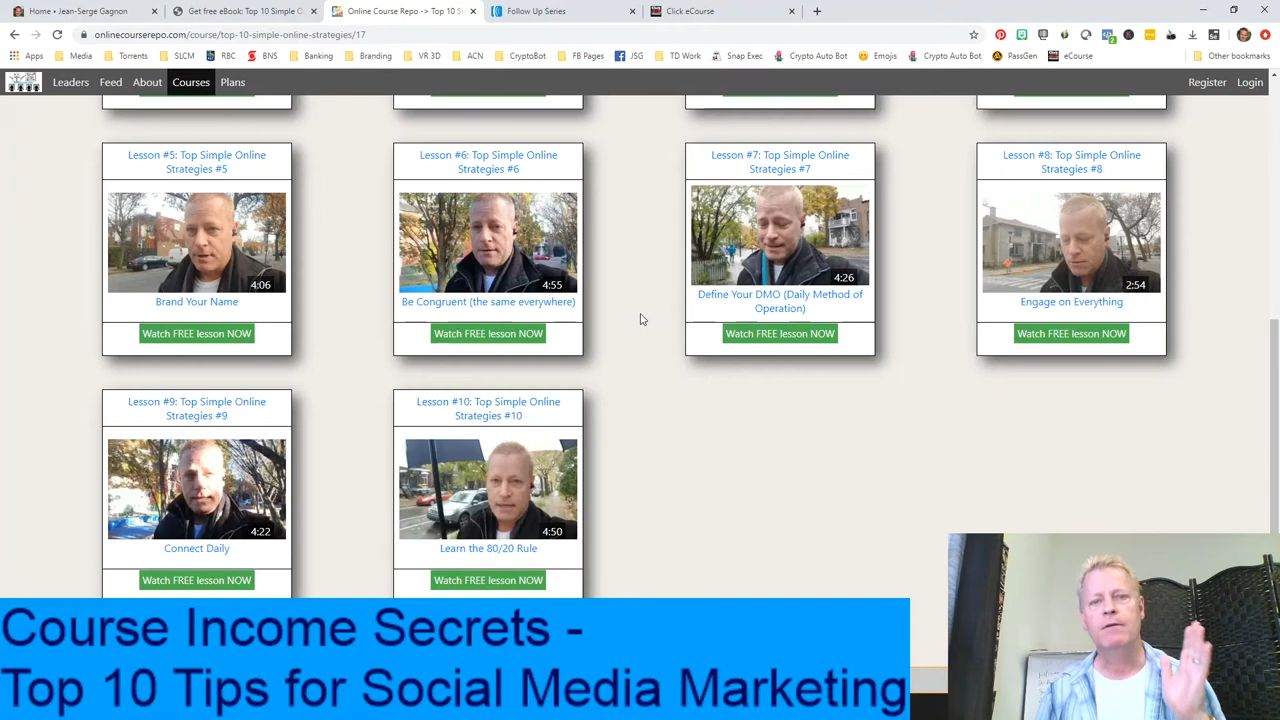 Home • Jean-Serge Gagnon
Get free eBook: Top 10 Simple O
Online Course Repo -> Top 10 S
Follow Up Series
Click eCourse
onlinecourserepo.com/course/top-10-simple-online-strategies/17
Apps Media Torrents SLCM RBC BNS Banking Branding VR 3D ACN CryptoBot FB Pages JSG TD Work Snap Exec Crypto Auto Bot Emojis Crypto Auto Bot PassGen eCourse Other bookmarks
Leaders Feed About Courses Plans Register Login
Lesson #5: Top Simple Online
Strategies #5
4:06
Brand Your Name
Watch FREE lesson NOW
Lesson #6: Top Simple Online
Strategies #6
4:55
Be Congruent (the same everywhere)
Watch FREE lesson NOW
Lesson #7: Top Simple Online
Strategies #7
4:26
Define Your DMO (Daily Method of
Operation)
Watch FREE lesson NOW
Lesson #8: Top Simple Online
Strategies #8
2:54
Engage on Everything
Watch FREE lesson NOW
Lesson #9: Top Simple Online
Strategies #9
4:22
Connect Daily
Watch FREE lesson NOW
Lesson #10: Top Simple Online
Strategies #10
4:50
Learn the 80/20 Rule
Watch FREE lesson NOW
Course Income Secrets -
Top 10 Tips for Social Media Marketing